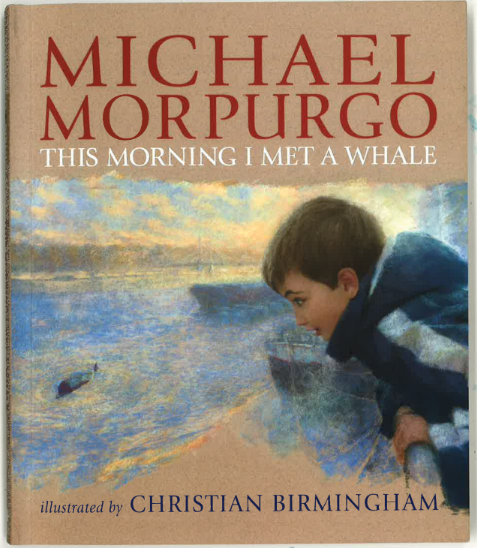 MICHAEL
MORPURGO
THIS MORNING I MET A WHALE
illustrated by CHRISTIAN BIRMINGHAM